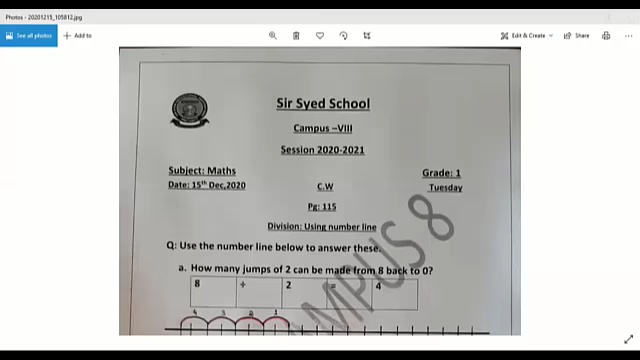 Photos - 20201215_105812.jpg
See all photos + Add to Edit & Create Share
Sir Syed School
Campus –VIII
Session 2020-2021
Subject: Maths Grade: 1
Date: 15th Dec,2020 C.W Tuesday
Pg: 115
Division: Using number line
Q: Use the number line below to answer these.
a. How many jumps of 2 can be made from 8 back to 0?
8 ÷ 2 = 4
4 3 2 1
MPUS 8